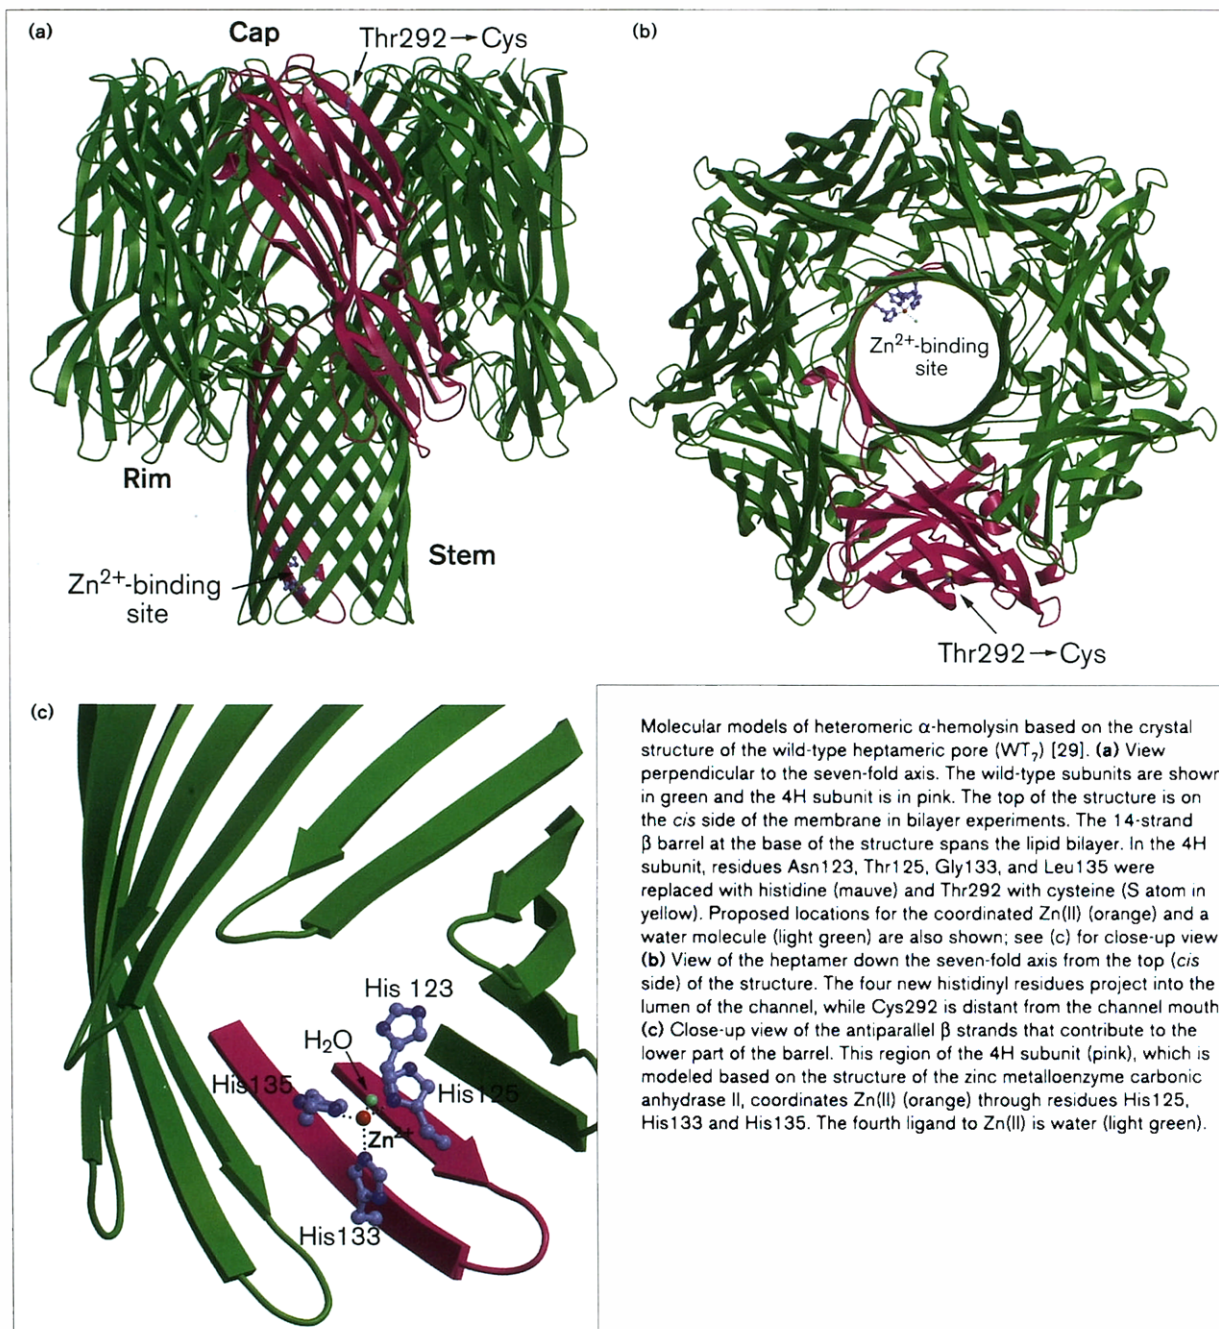 (a)
Cap
Thr292 → Cys
Rim
Stem
Zn²⁺-binding
site
(b)
Zn²⁺-binding
site
Thr292 → Cys
(c)
His 123
H₂O
His135
His125
Zn²⁺
His133
Molecular models of heteromeric α-hemolysin based on the crystal
structure of the wild-type heptameric pore (WT₇) [29]. (a) View
perpendicular to the seven-fold axis. The wild-type subunits are shown
in green and the 4H subunit is in pink. The top of the structure is on
the cis side of the membrane in bilayer experiments. The 14-strand
β barrel at the base of the structure spans the lipid bilayer. In the 4H
subunit, residues Asn123, Thr125, Gly133, and Leu135 were
replaced with histidine (mauve) and Thr292 with cysteine (S atom in
yellow). Proposed locations for the coordinated Zn(II) (orange) and a
water molecule (light green) are also shown; see (c) for close-up view
(b) View of the heptamer down the seven-fold axis from the top (cis
side) of the structure. The four new histidinyl residues project into the
lumen of the channel, while Cys292 is distant from the channel mouth
(c) Close-up view of the antiparallel β strands that contribute to the
lower part of the barrel. This region of the 4H subunit (pink), which is
modeled based on the structure of the zinc metalloenzyme carbonic
anhydrase II, coordinates Zn(II) (orange) through residues His125,
His133 and His135. The fourth ligand to Zn(II) is water (light green).